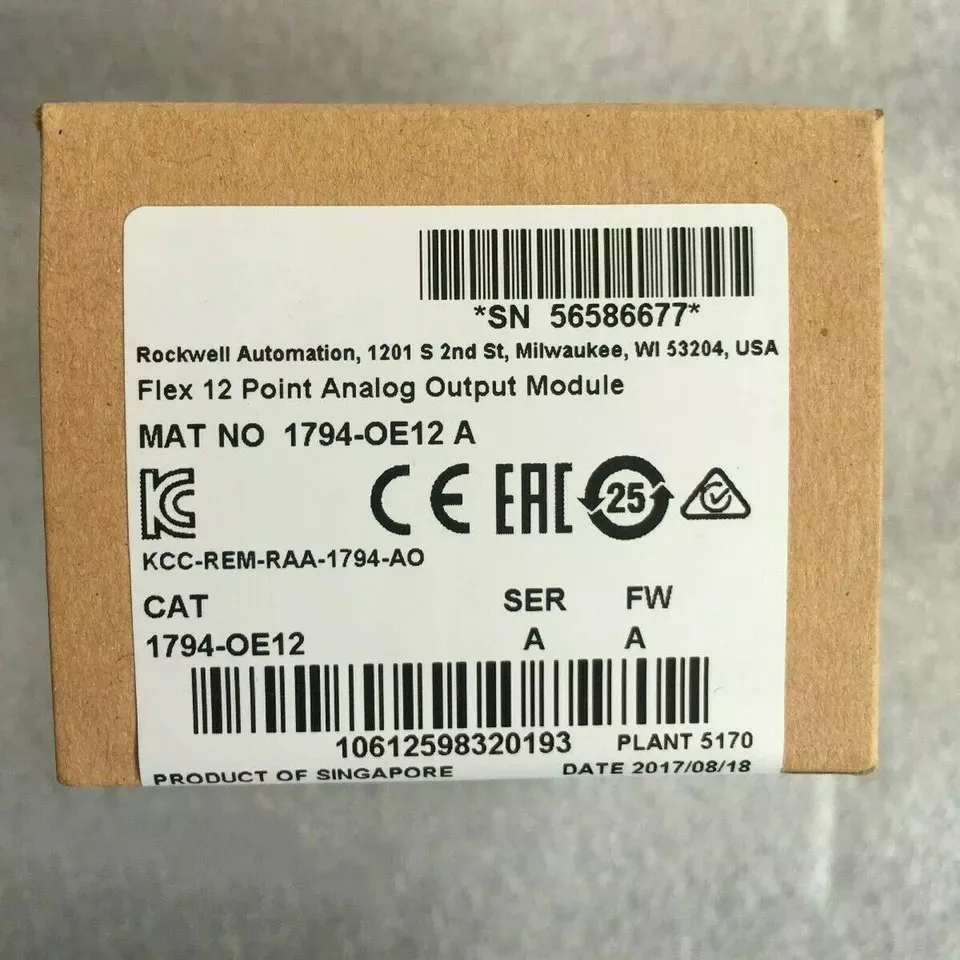 *SN 56586677*
Rockwell Automation, 1201 S 2nd St, Milwaukee, WI 53204, USA
Flex 12 Point Analog Output Module
MAT NO 1794-OE12 A
KC CE EAC 25
KCC-REM-RAA-1794-AO
CAT SER FW
1794-OE12 A A
10612598320193 PLANT 5170
PRODUCT OF SINGAPORE DATE 2017/08/18